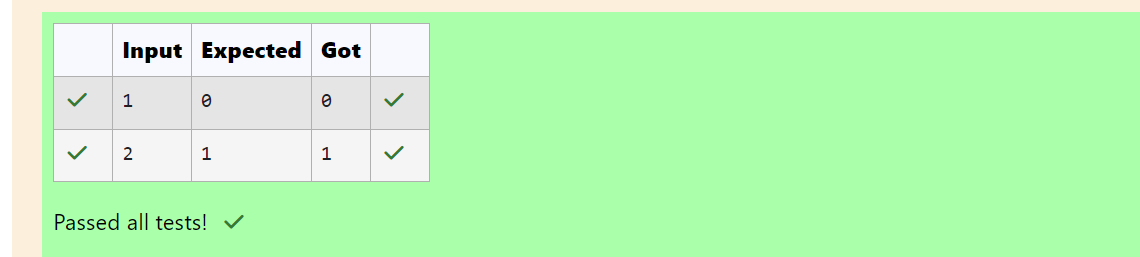 Input Expected Got
1 0 0
2 1 1
Passed all tests!